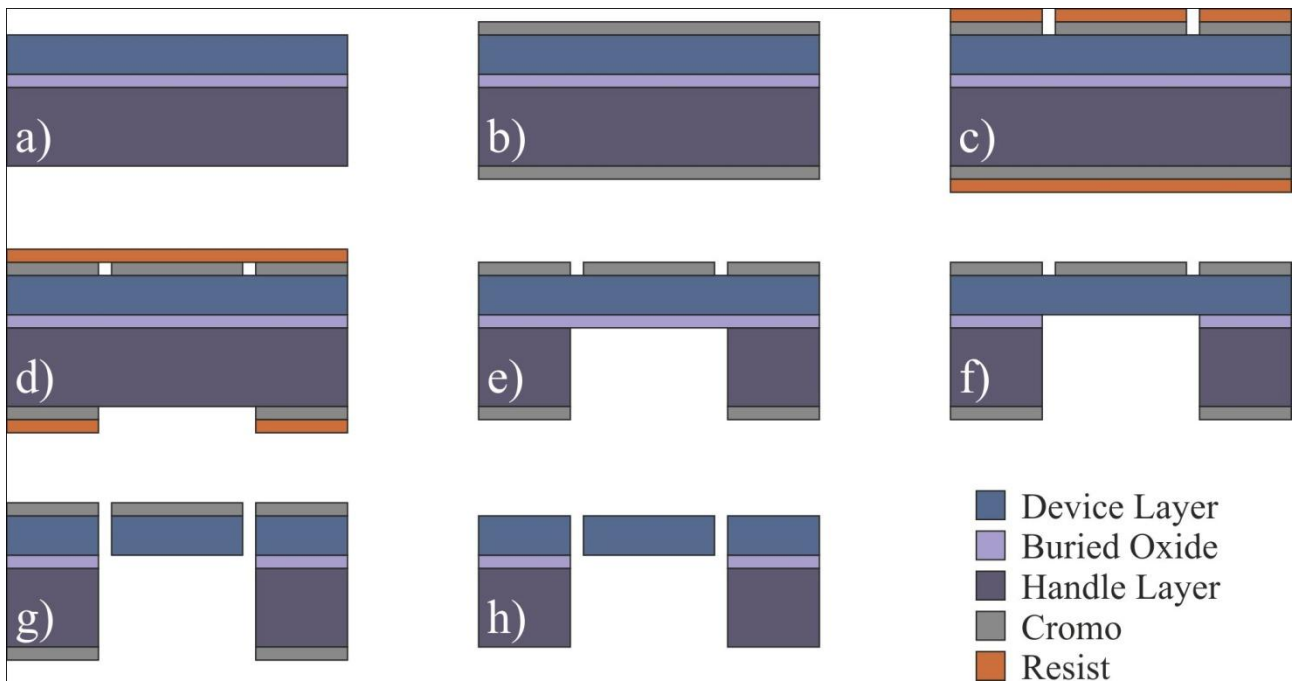 a)
b)
c)
d)
e)
f)
g)
h)
Device Layer
Buried Oxide
Handle Layer
Cromo
Resist